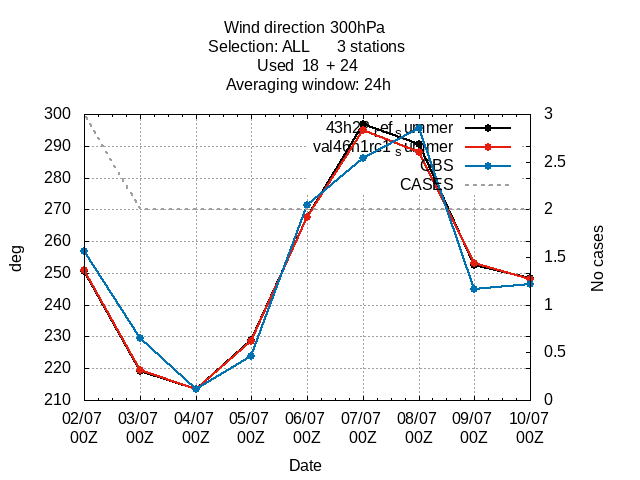 Wind direction 300hPa
Selection: ALL 3 stations
Used 18 + 24
Averaging window: 24h
deg
300
290
280
270
260
250
240
230
220
210
3
2.5
2
1.5
1
0.5
0
No cases
OBS
CASES
02/07 03/07 04/07 05/07 06/07 07/07 08/07 09/07 10/07
00Z 00Z 00Z 00Z 00Z 00Z 00Z 00Z 00Z
Date